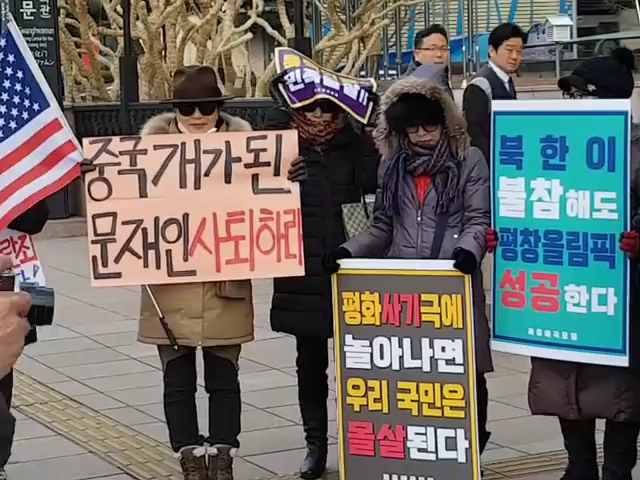 중국개가된
문재인사퇴하라
평화사기극에
놀아나면
우리 국민은
몰살된다
북한이
불참해도
평창올림픽
성공한다